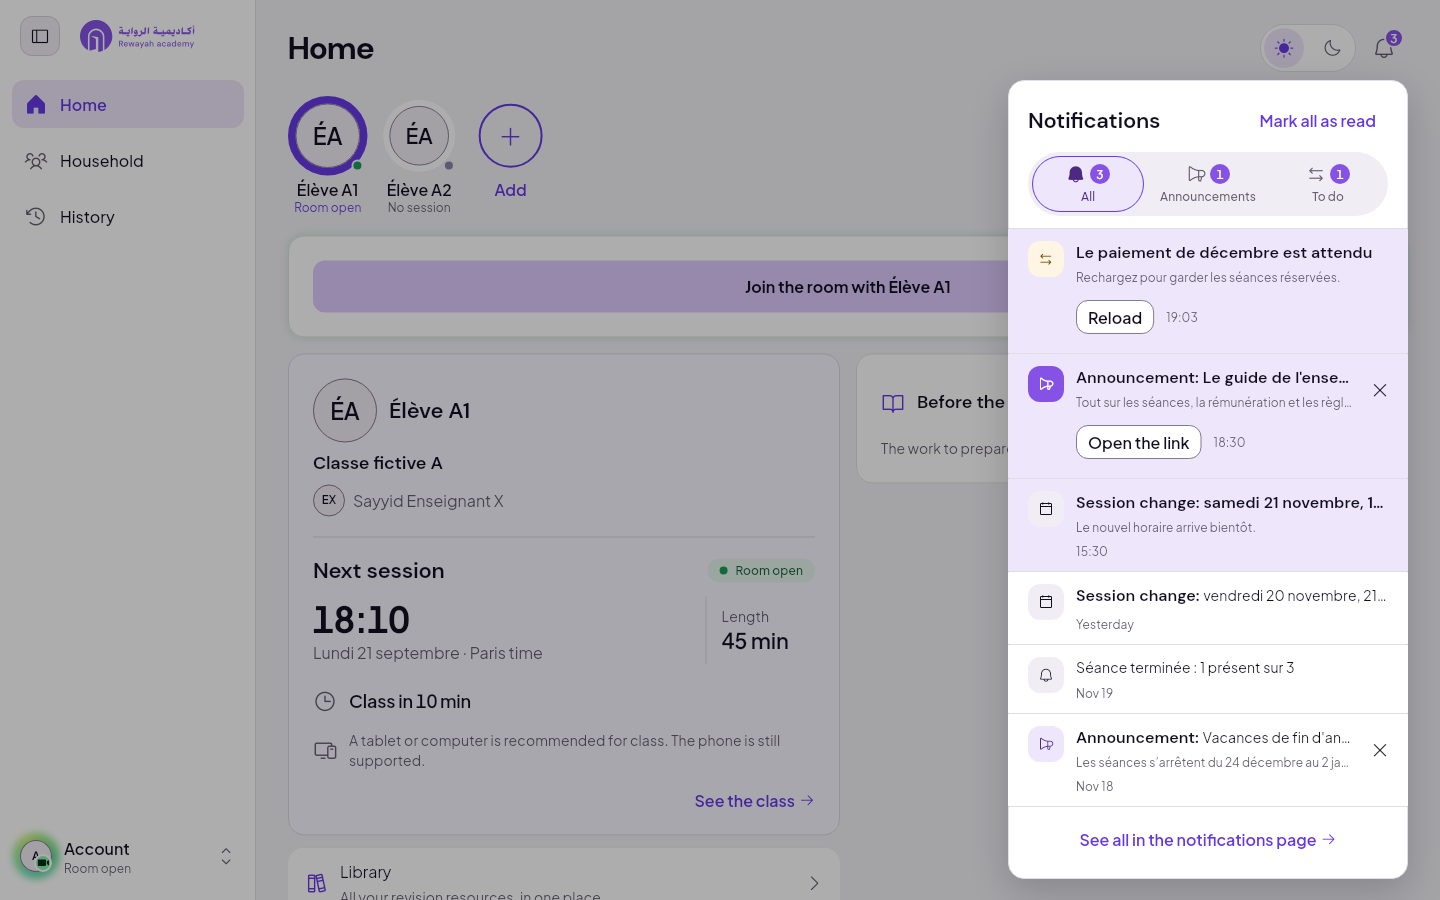 أكاديمية الرواية
Rewayah academy
Home
Household
History
Account
Room open
Home
3
ÉA
Élève A1
Room open
ÉA
Élève A2
No session
Add
Join the room with Élève A1
ÉA
Élève A1
Classe fictive A
EX
Sayyid Enseignant X
Next session
Room open
18:10
Lundi 21 septembre · Paris time
Length
45 min
Class in 10 min
A tablet or computer is recommended for class. The phone is still
supported.
See the class
Library
All your revision resources, in one place
Before the
The work to prepare
Notifications
Mark all as read
3
All
1
Announcements
1
To do
Le paiement de décembre est attendu
Rechargez pour garder les séances réservées.
Reload
19:03
Announcement: Le guide de l'ense…
Tout sur les séances, la rémunération et les règl…
Open the link
18:30
Session change: samedi 21 novembre, 1…
Le nouvel horaire arrive bientôt.
15:30
Session change: vendredi 20 novembre, 21…
Yesterday
Séance terminée : 1 présent sur 3
Nov 19
Announcement: Vacances de fin d'an…
Les séances s'arrêtent du 24 décembre au 2 ja…
Nov 18
See all in the notifications page